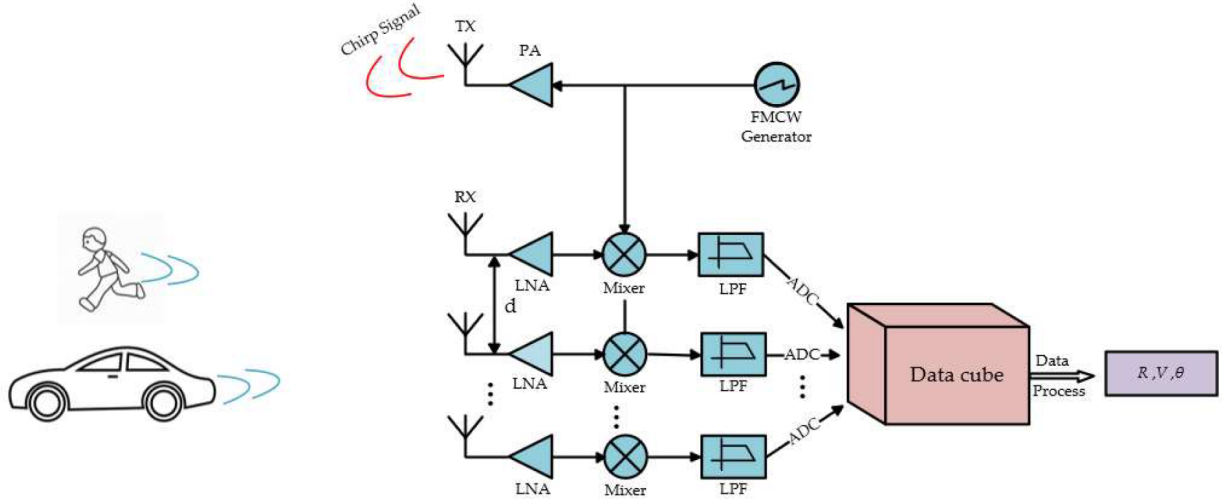 Chirp Signal
TX
PA
FMCW
Generator
RX
LNA
Mixer
LPF
ADC
d
LNA
Mixer
LPF
ADC
Data cube
Data
Process
R ,V ,θ
LNA
Mixer
LPF
ADC